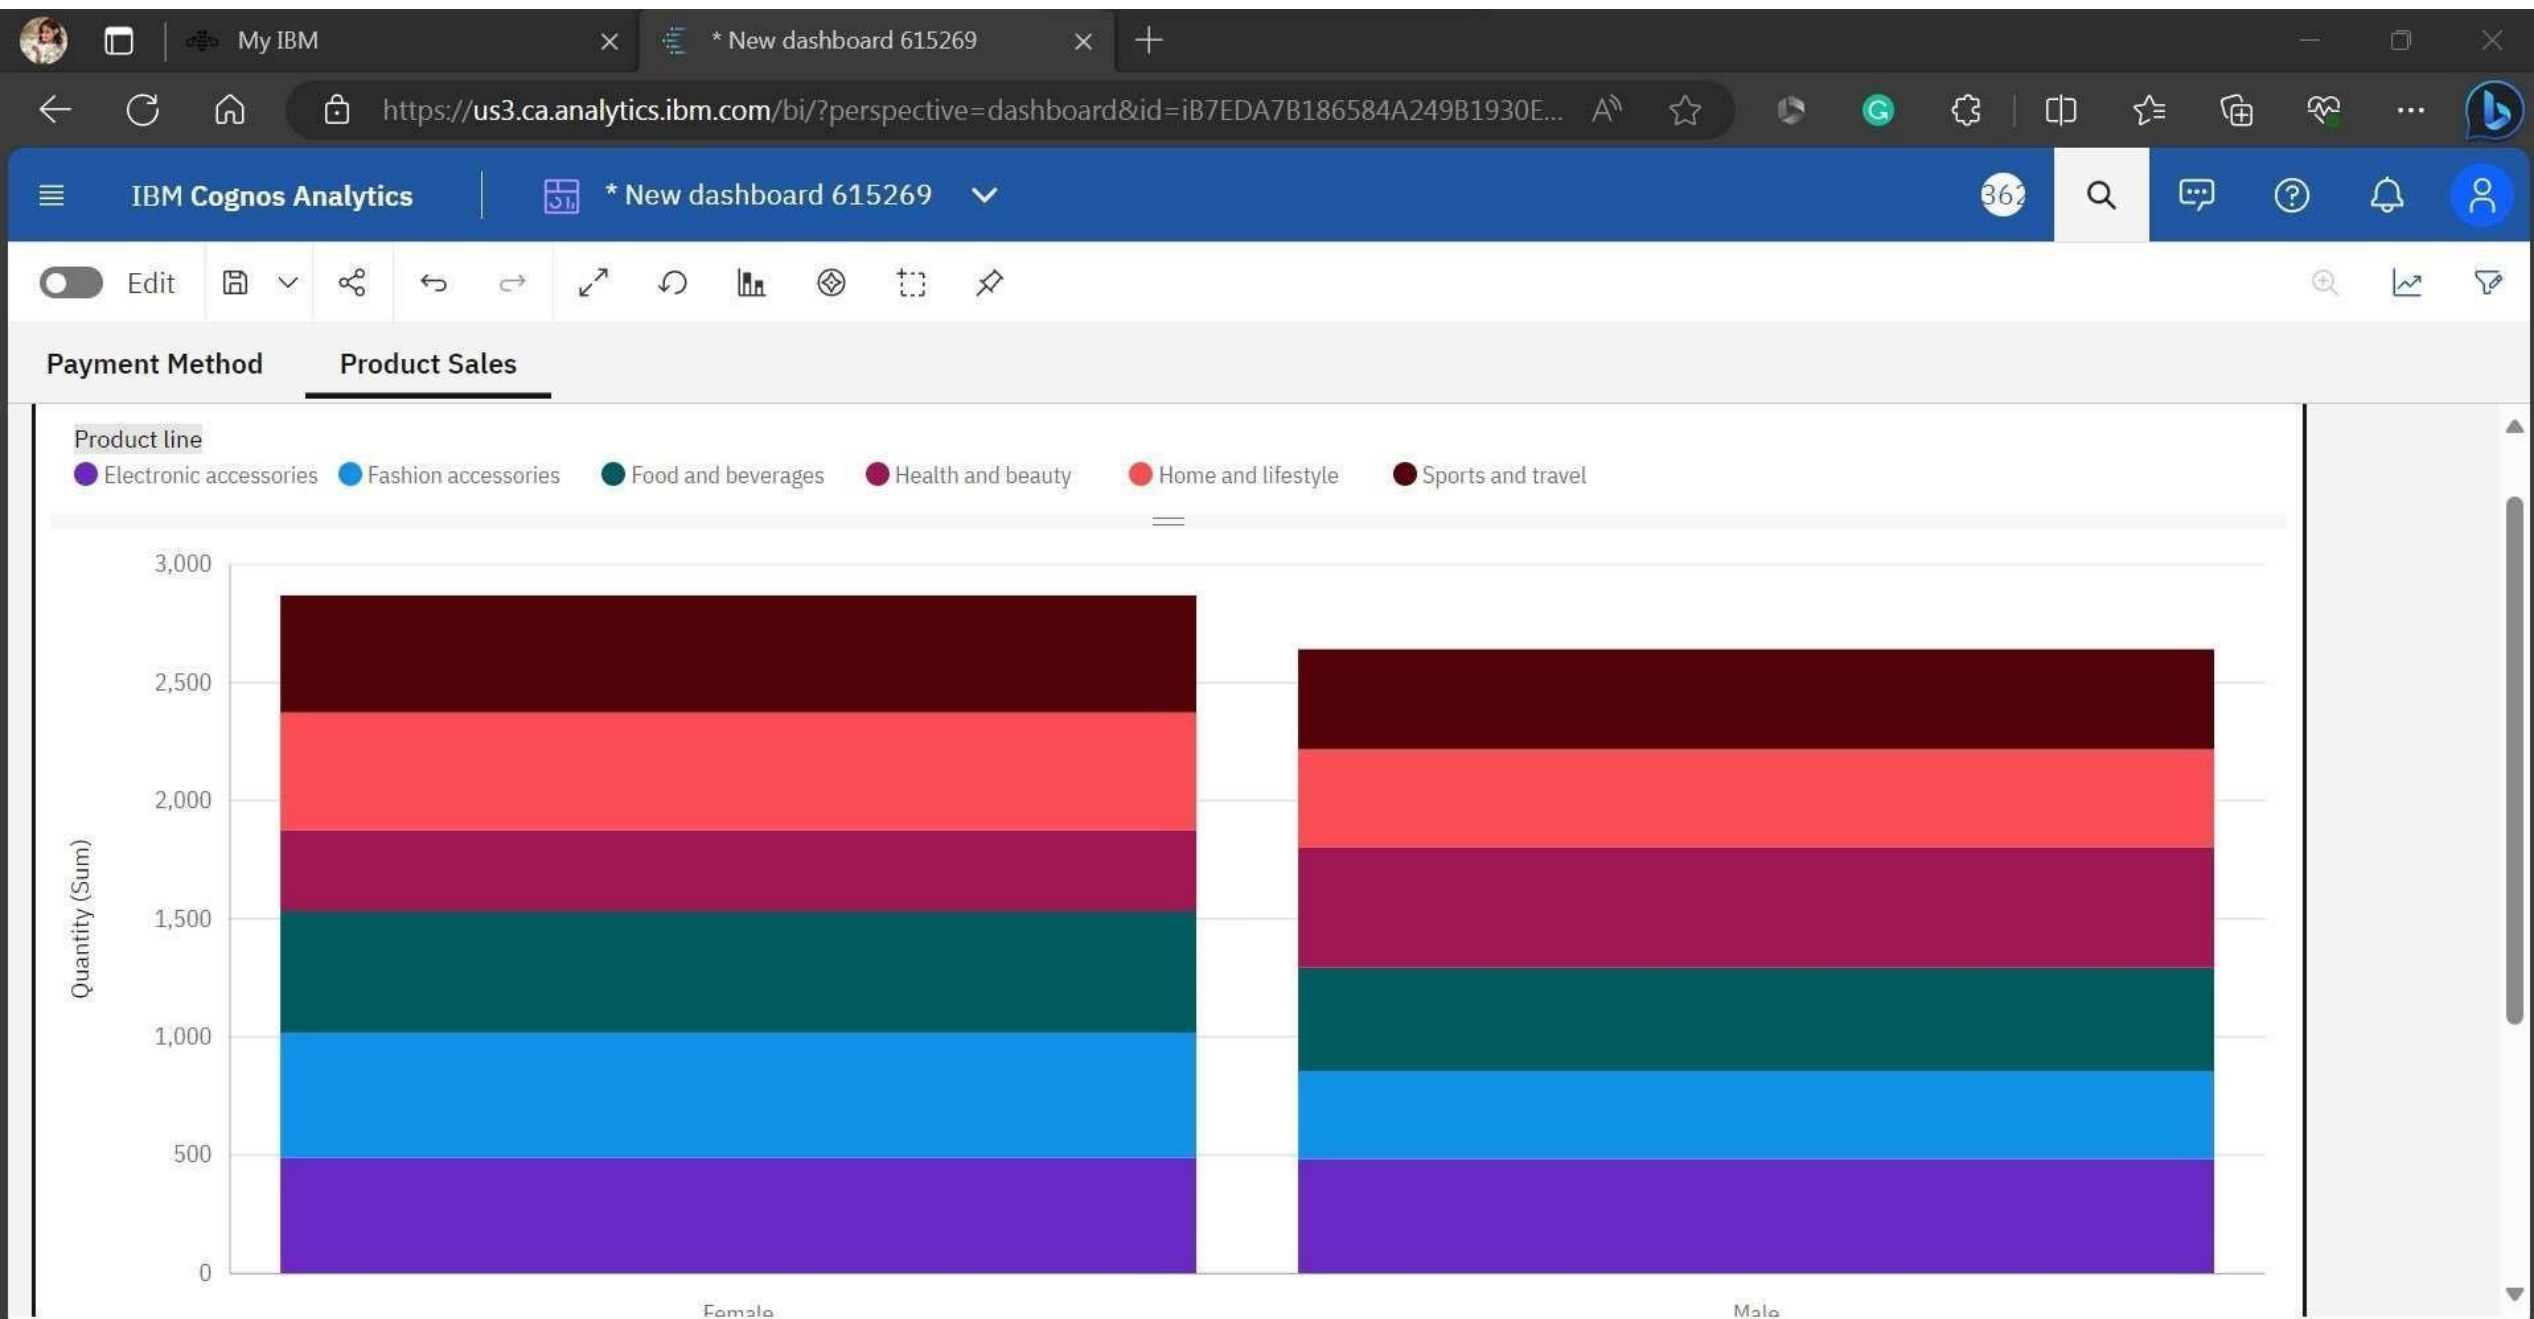 My IBM
* New dashboard 615269
https://us3.ca.analytics.ibm.com/bi/?perspective=dashboard&id=iB7EDA7B186584A249B1930E...
IBM Cognos Analytics
* New dashboard 615269
362
Edit
Payment Method
Product Sales
Product line
Electronic accessories
Fashion accessories
Food and beverages
Health and beauty
Home and lifestyle
Sports and travel
3,000
2,500
2,000
1,500
1,000
500
0
Quantity (Sum)
Female
Male